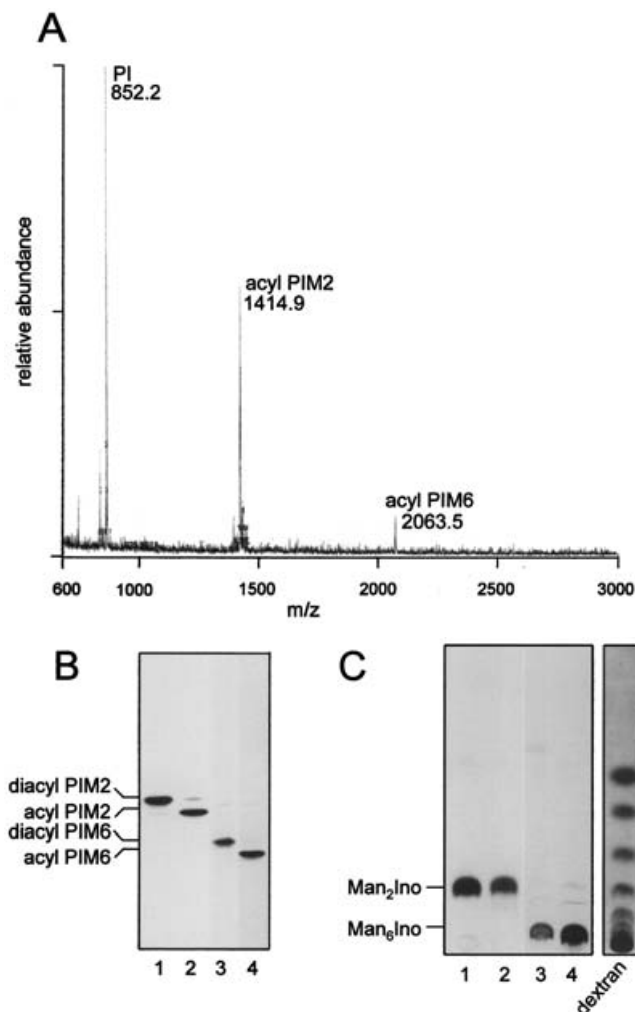 A
PI
852.2
acyl PIM2
1414.9
acyl PIM6
2063.5
relative abundance
600 1000 1500 2000 2500 3000
m/z
B
diacyl PIM2
acyl PIM2
diacyl PIM6
acyl PIM6
1 2 3 4
C
Man₂Ino
Man₆Ino
1 2 3 4
dextran